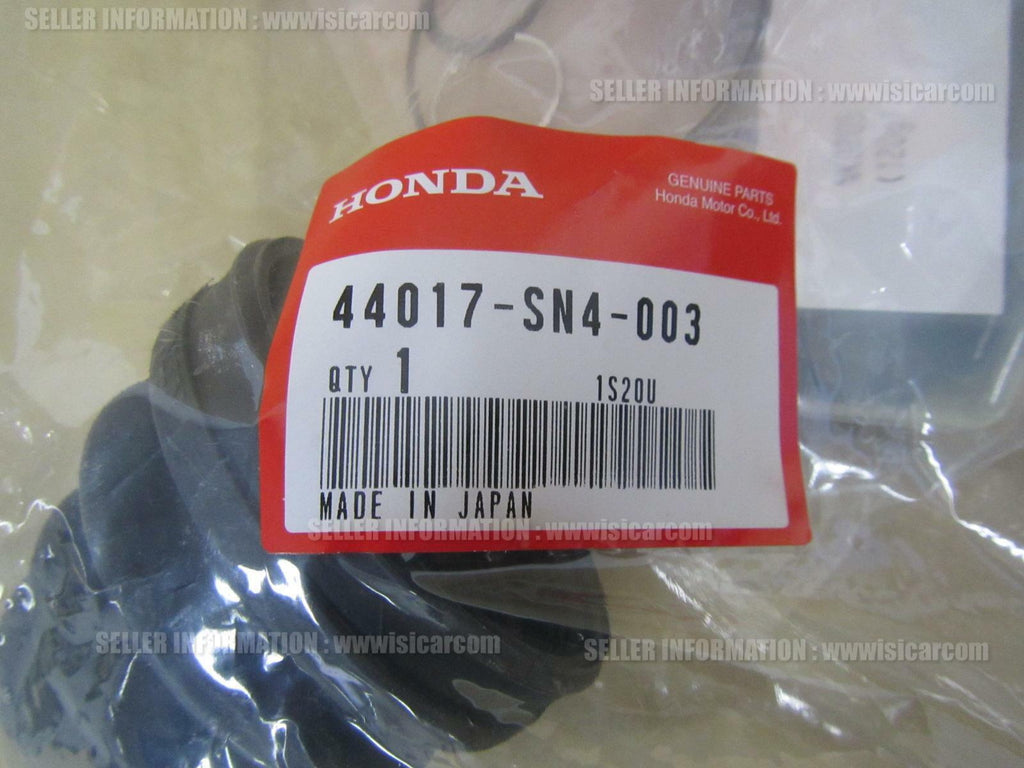 SELLER INFORMATION : wwwisicarcom
SELLER INFORMATION : wwwisicarcom
(120g
HONDA
GENUINE PARTS
Honda Motor Co., Ltd.
44017-SN4-003
QTY 1
1S20U
MADE IN JAPAN
SELLER INFORMATION : wwwisicarcom
SELLER INFORMATION : wwwisicarcom
SELLER INFORMATION : wwwisicarcom